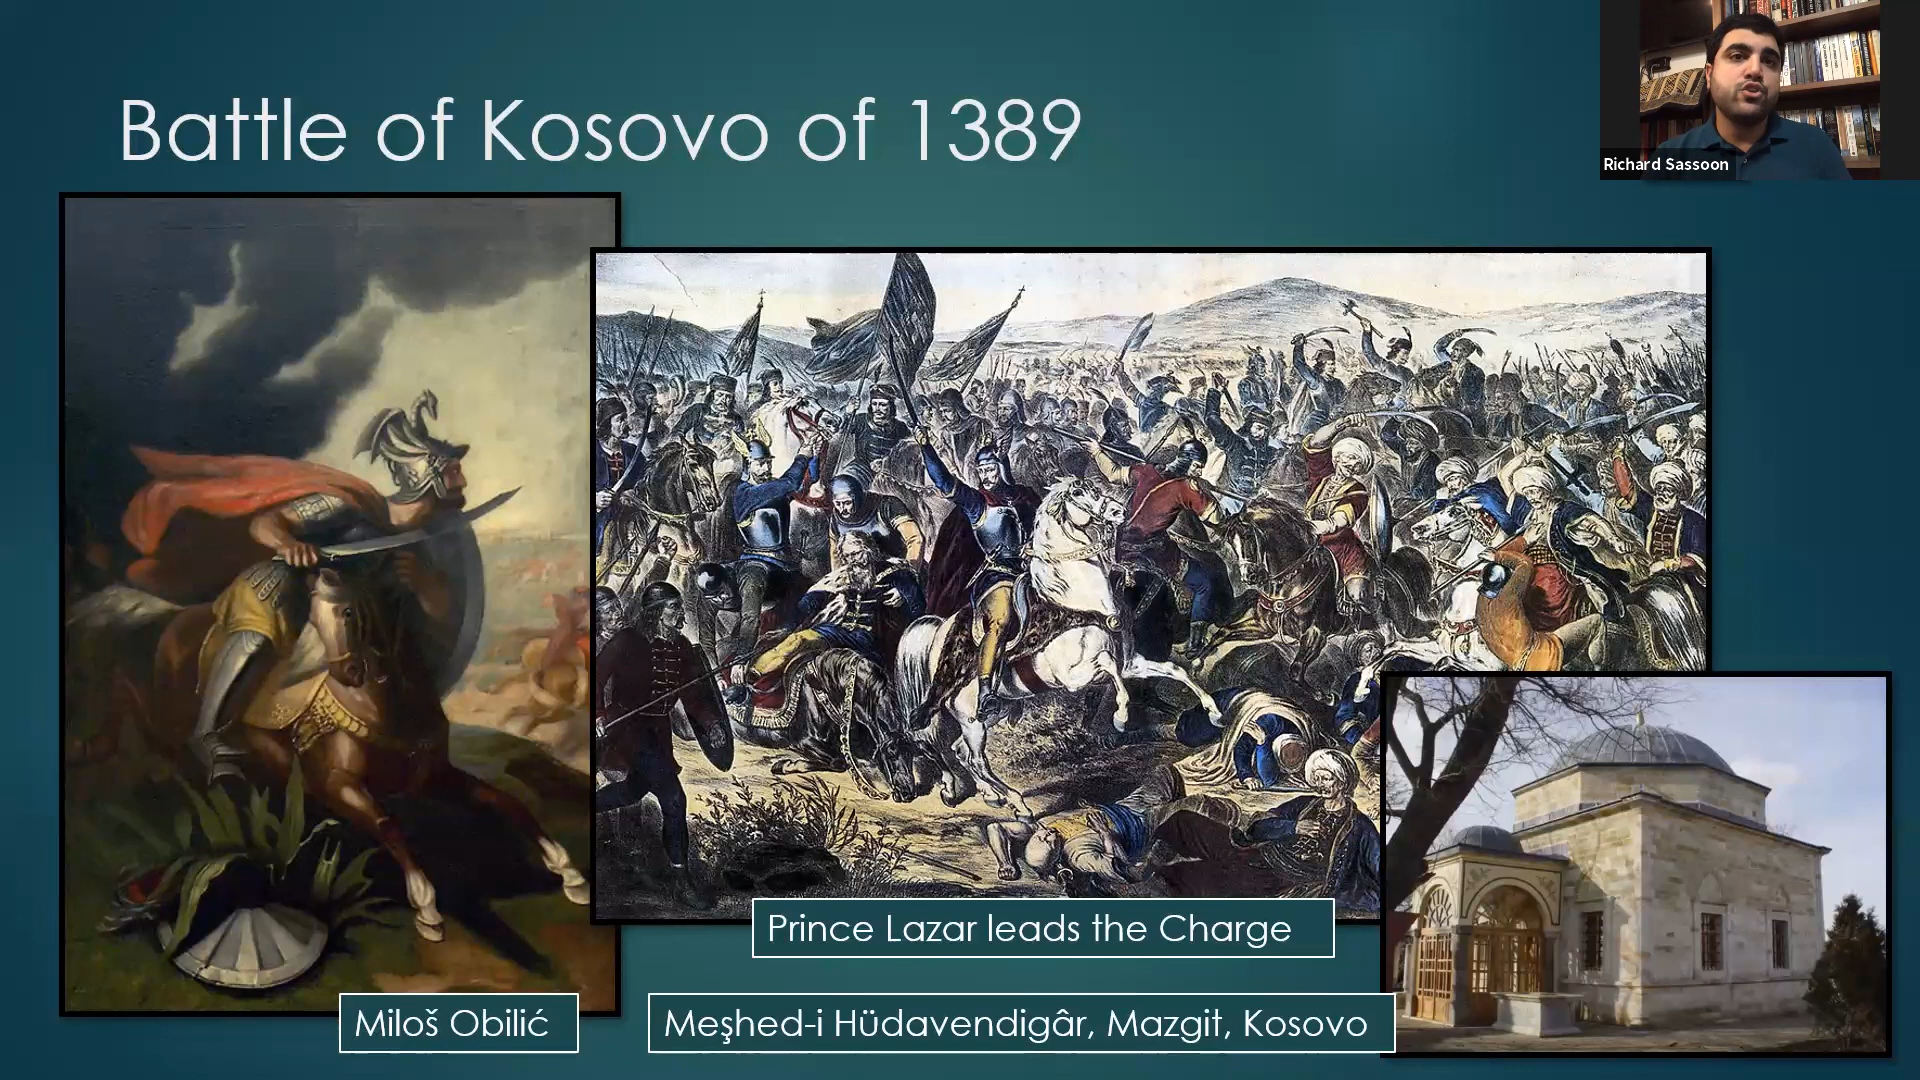 Battle of Kosovo of 1389
Richard Sassoon
Prince Lazar leads the Charge
Miloš Obilić
Meşhed-i Hüdavendigâr, Mazgit, Kosovo